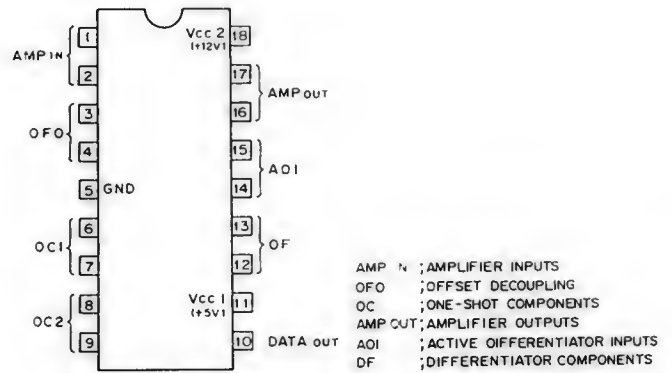 1 Vcc 2 18
(+12V)
AMP IN
2 17
AMP OUT
3 16
OFO
4 15
AOI
5 GND 14
6 13
OC1 OF
7 12
8 Vcc 1 11
(+5V)
OC2
9 10 DATA OUT
AMP IN ;AMPLIFIER INPUTS
OFO ;OFFSET DECOUPLING
OC ;ONE-SHOT COMPONENTS
AMP OUT;AMPLIFIER OUTPUTS
AOI ;ACTIVE OIFFERENTIATOR INPUTS
DF ;DIFFERENTIATOR COMPONENTS